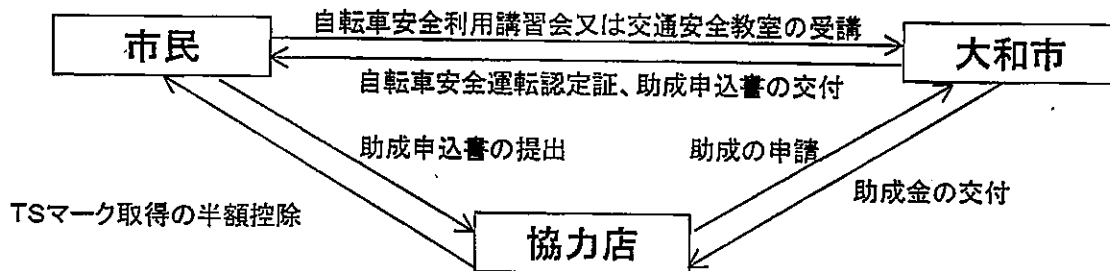 自転車安全利用講習会又は交通安全教室の受講
市民
大和市
自転車安全運転認定証、助成申込書の交付
助成申込書の提出
助成の申請
助成金の交付
TSマーク取得の半額控除
協力店